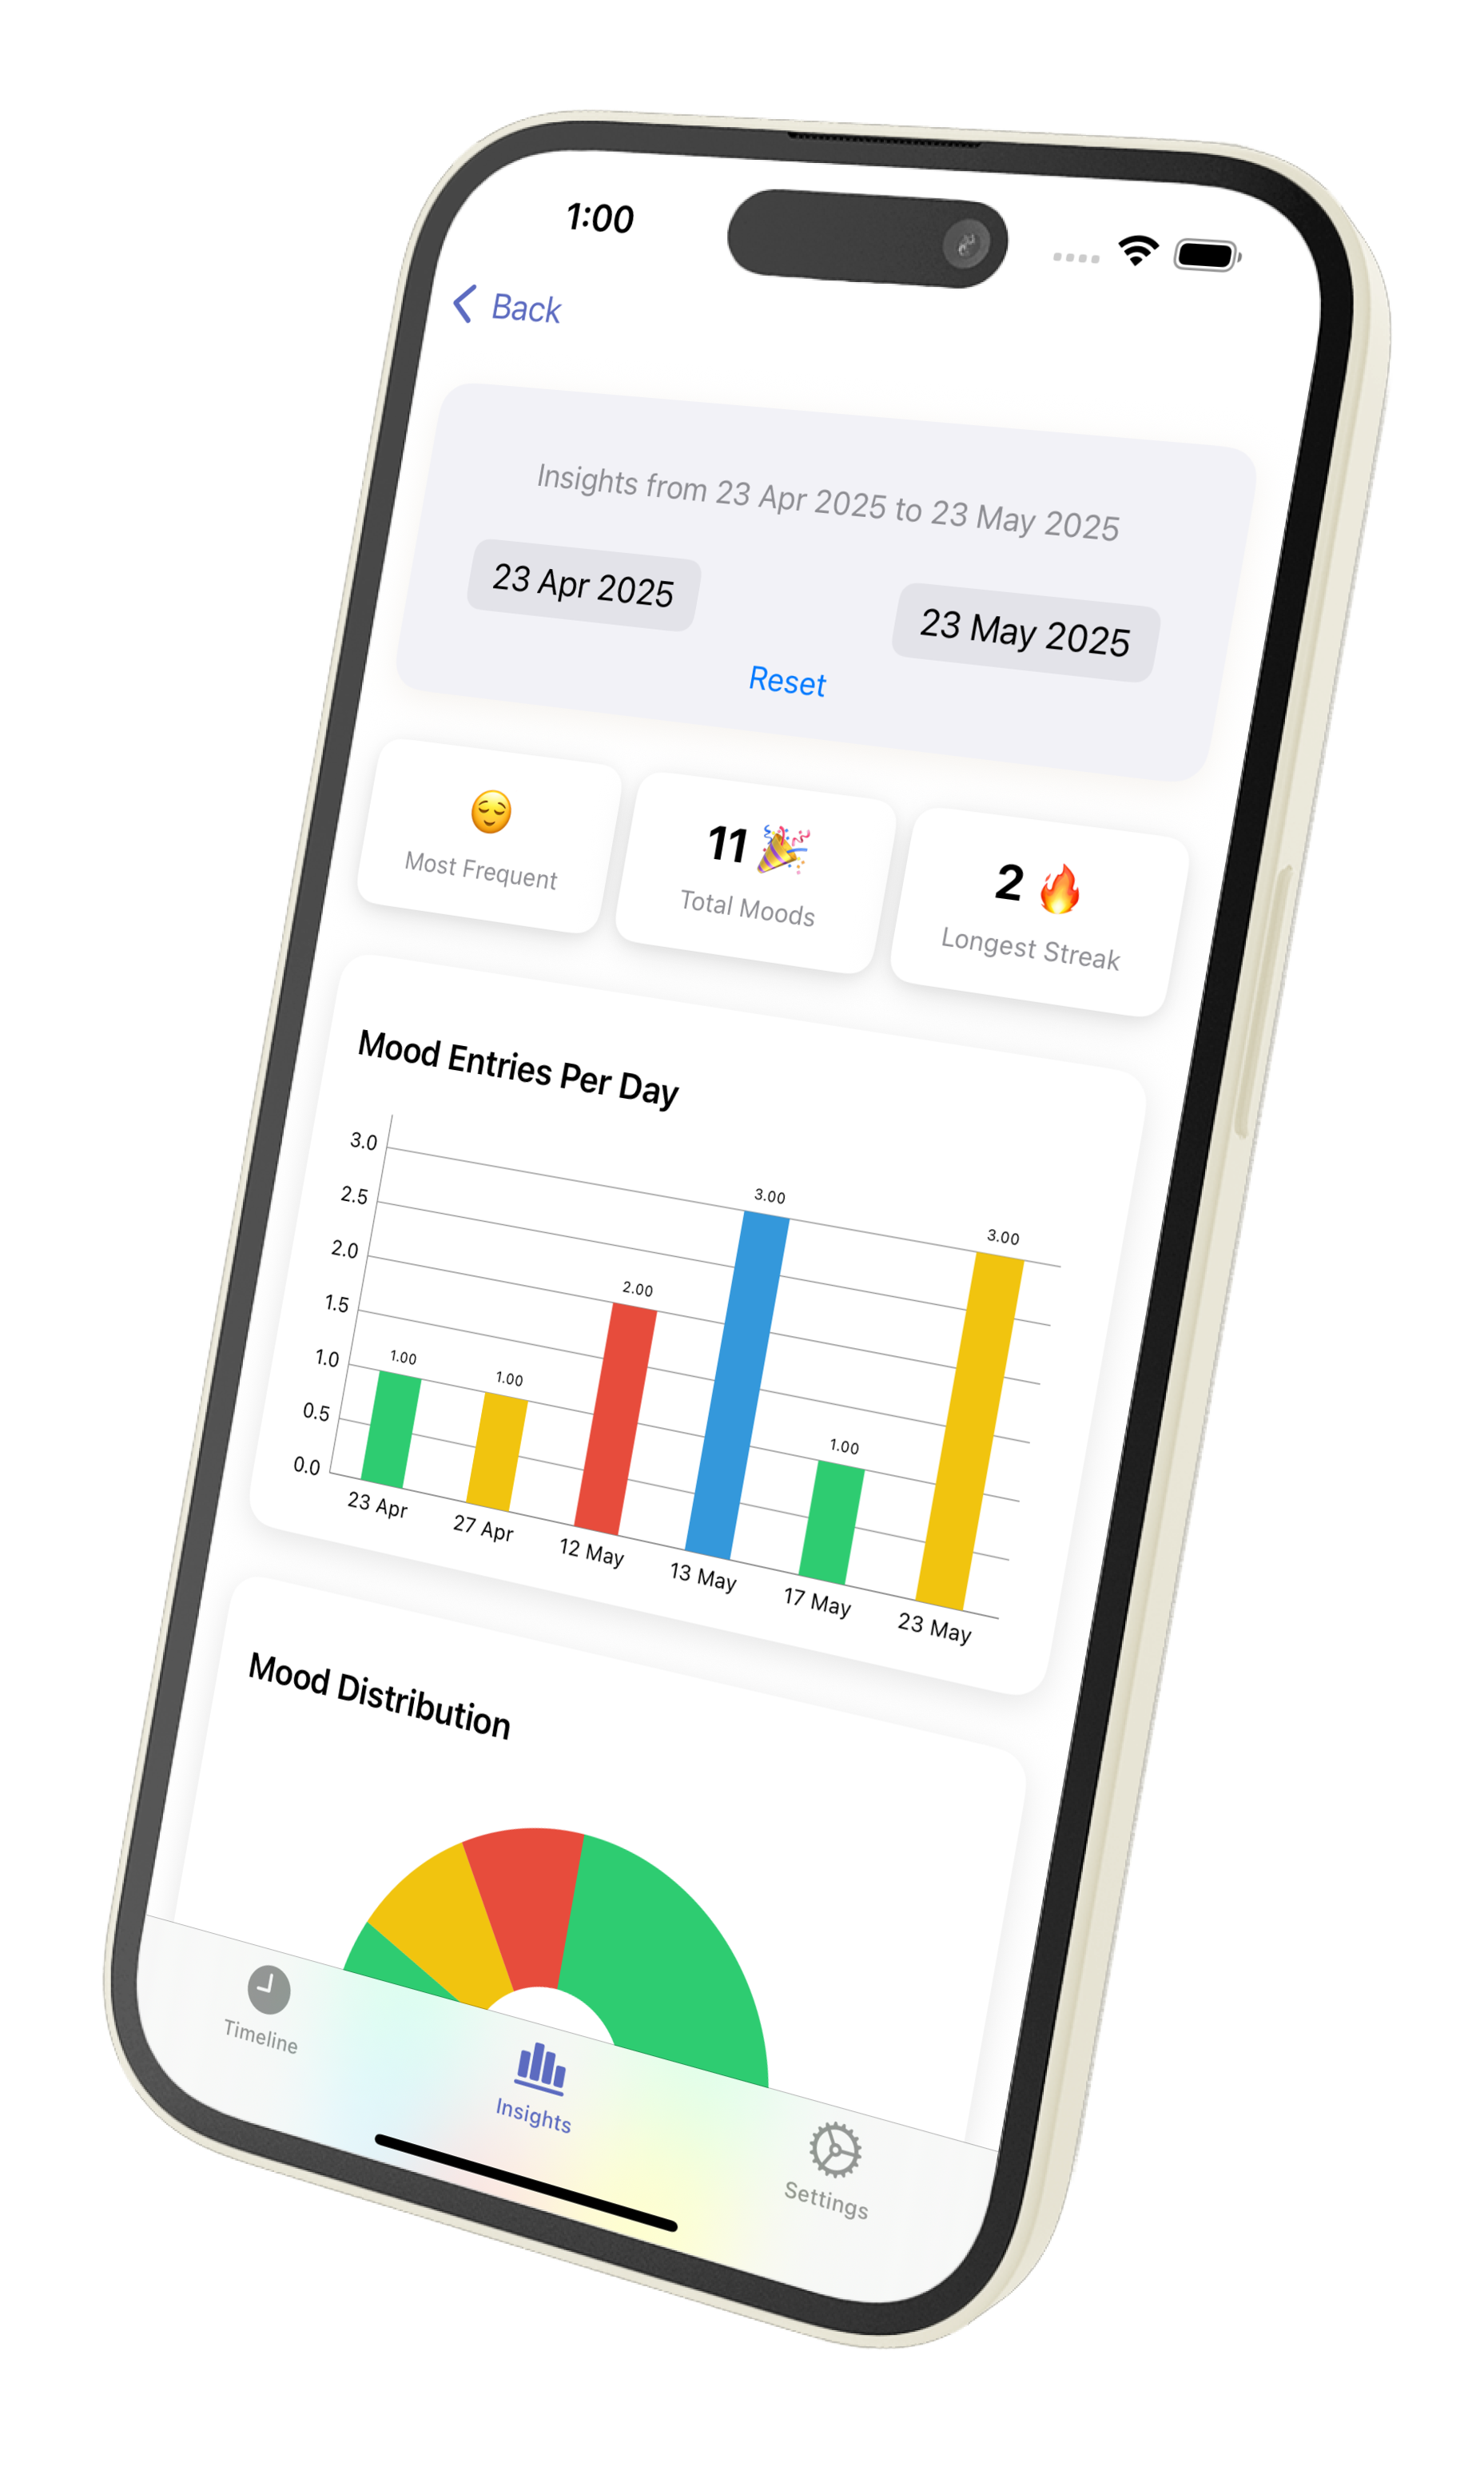 1:00
Back
Insights from 23 Apr 2025 to 23 May 2025
23 Apr 2025
23 May 2025
Reset
Most Frequent
11
Total Moods
2
Longest Streak
Mood Entries Per Day
3.0
2.5
2.0
1.5
1.0
0.5
0.0
1.00
1.00
2.00
3.00
1.00
3.00
23 Apr
27 Apr
12 May
13 May
17 May
23 May
Mood Distribution
Timeline
Insights
Settings